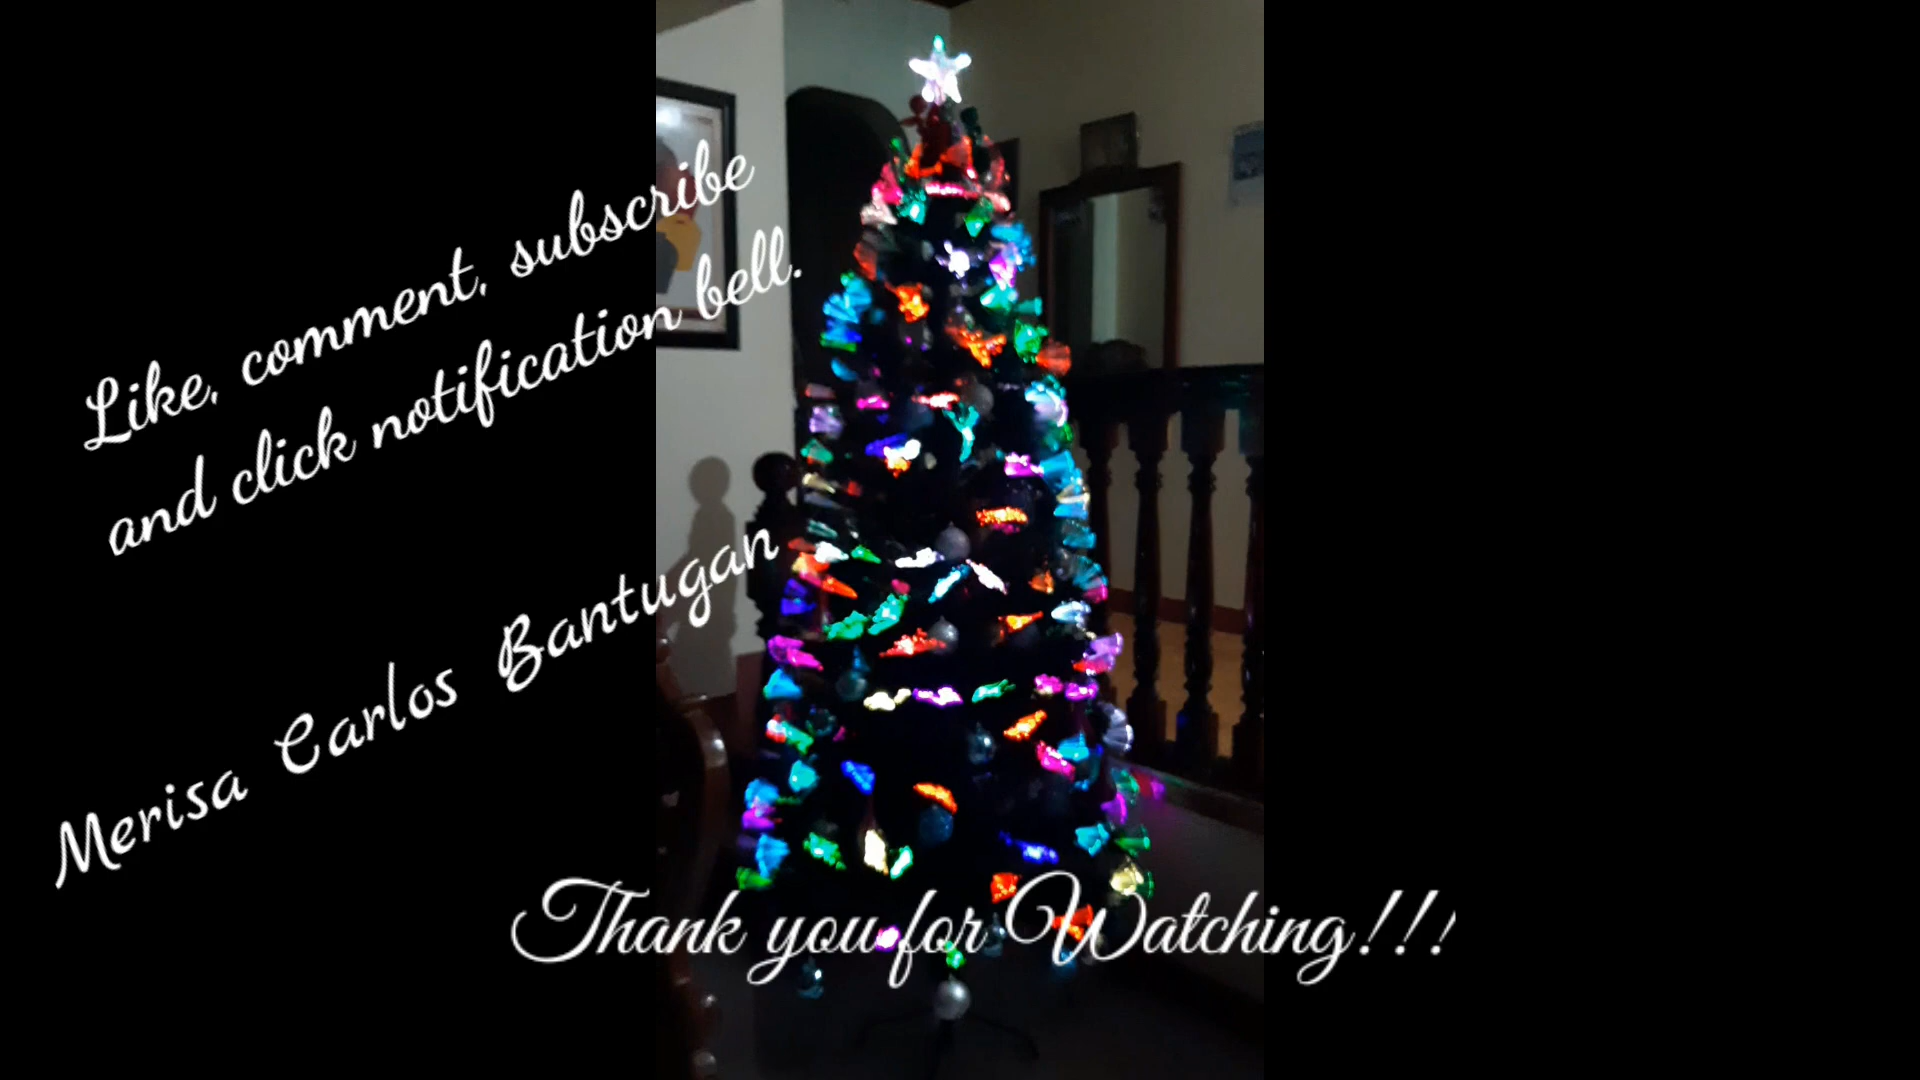 Like, comment, subscribe
and click notification bell.
Merisa Carlos Bantugan
Thank you for Watching!!!